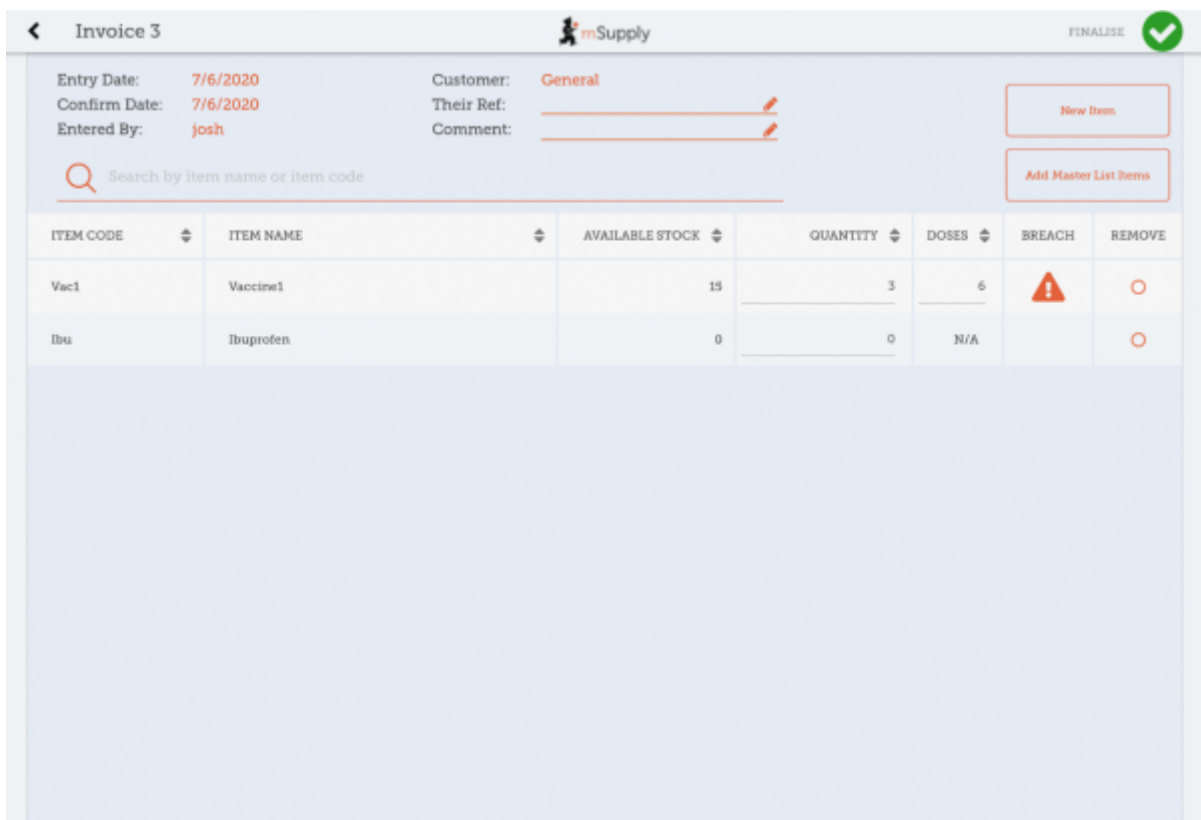 Invoice 3
mSupply
FINALISE
Entry Date: 7/6/2020
Confirm Date: 7/6/2020
Entered By: josh
Customer: General
Their Ref:
Comment:
New Item
Add Master List Items
Search by item name or item code
ITEM CODE ITEM NAME AVAILABLE STOCK QUANTITY DOSES BREACH REMOVE
Vac1 Vaccine1 15 3 6
Ibu Ibuprofen 0 0 N/A